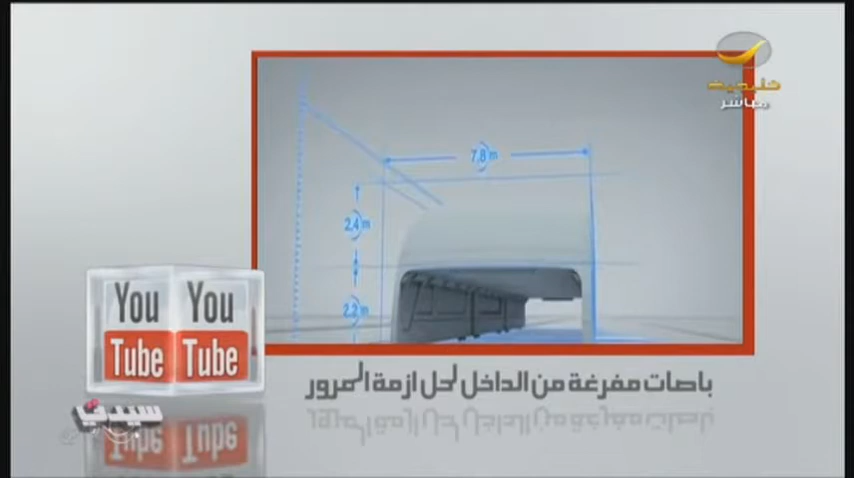 خليجية
مباشر
7.8 m
2.4 m
2.2 m
You You
Tube Tube
باصات مفرغة من الداخل لحل ازمة المرور
سيدتي